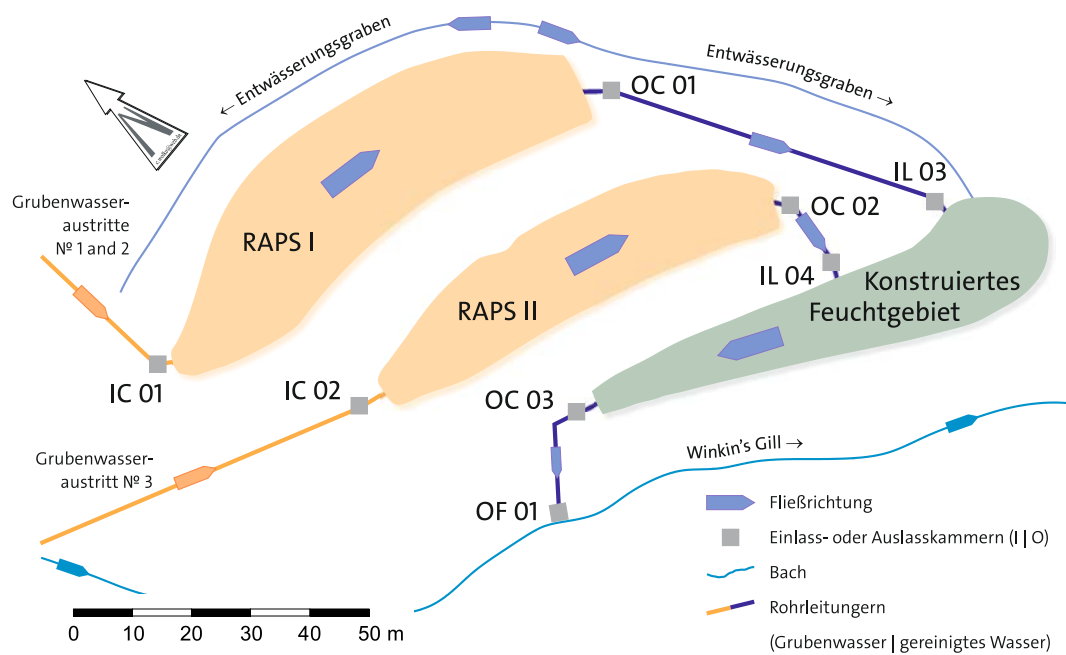 ← Entwässerungsgraben
Entwässerungsgraben →
OC 01
IL 03
Grubenwasser-
austritte
№ 1 and 2
RAPS I
OC 02
IL 04
Konstruiertes
Feuchtgebiet
RAPS II
IC 01
IC 02
OC 03
Grubenwasser-
austritt № 3
Winkin's Gill →
OF 01
Fließrichtung
Einlass- oder Auslasskammern (I | O)
Bach
Rohrleitungern
(Grubenwasser | gereinigtes Wasser)
0 10 20 30 40 50 m